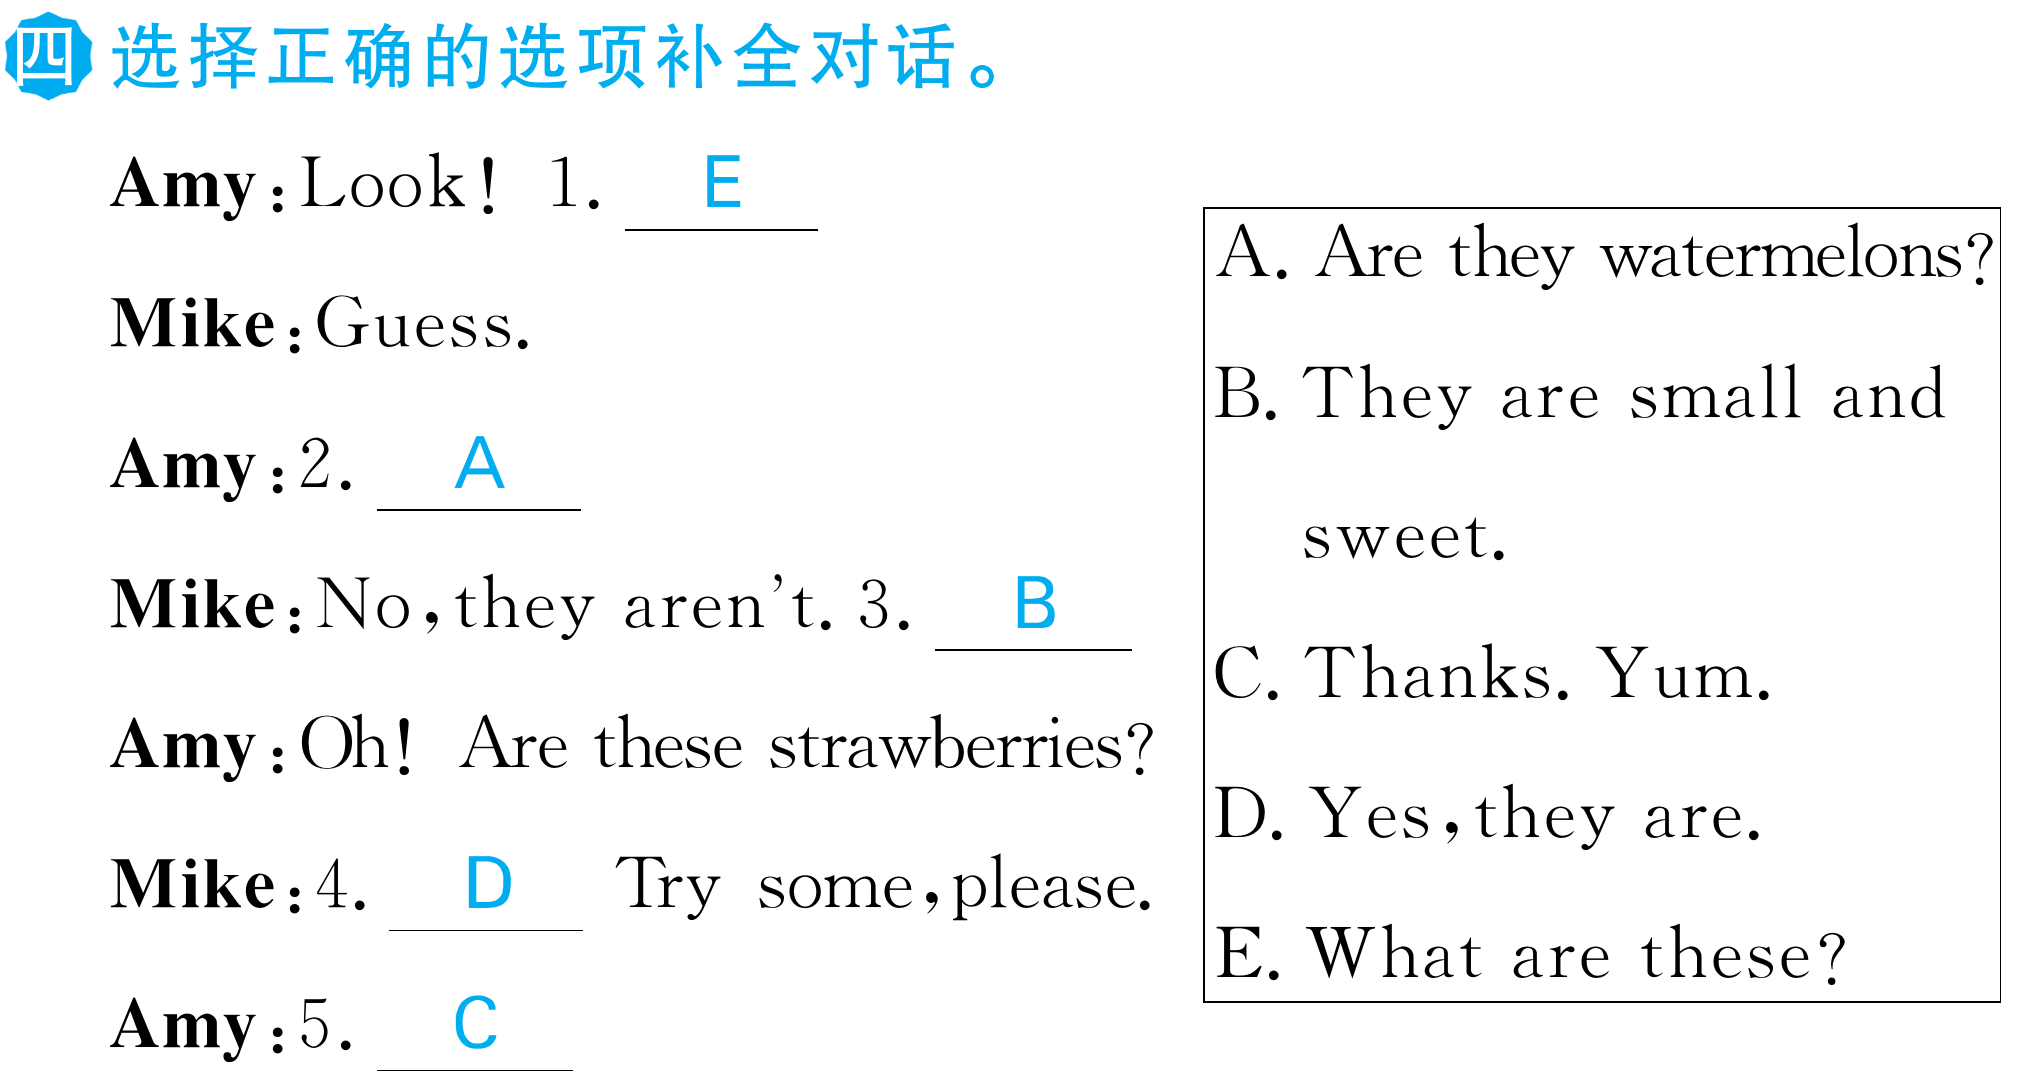 四 选择正确的选项补全对话。
Amy:Look! 1. E
Mike:Guess.
Amy:2. A
Mike:No,they aren't. 3. B
Amy:Oh! Are these strawberries?
Mike:4. D Try some,please.
Amy:5. C
A. Are they watermelons?
B. They are small and
sweet.
C. Thanks. Yum.
D. Yes,they are.
E. What are these?